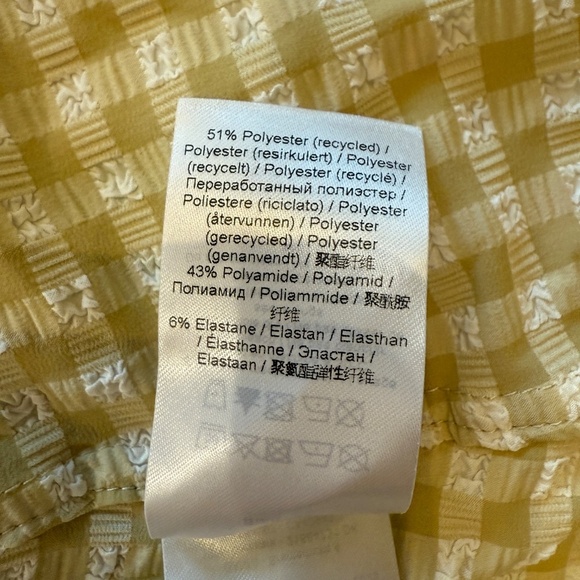 51% Polyester (recycled) /
Polyester (resirkulert) / Polyester
(recycelt) / Polyester (recyclé) /
Переработанный полиэстер /
Poliestere (riciclato) / Polyester
(återvunnen) / Polyester
(gerecycled) / Polyester
(genanvendt) / 聚酯纤维
43% Polyamide / Polyamid /
Полиамид / Poliammide / 聚酰胺
纤维
6% Elastane / Elastan / Elasthan
/ Élasthanne / Эластан /
Elastaan / 聚氨酯弹性纤维